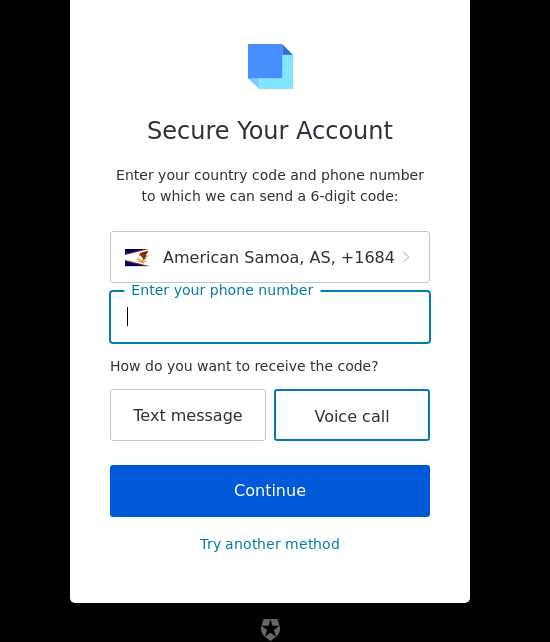 Secure Your Account
Enter your country code and phone number
to which we can send a 6-digit code:
American Samoa, AS, +1684
Enter your phone number
How do you want to receive the code?
Text message
Voice call
Continue
Try another method